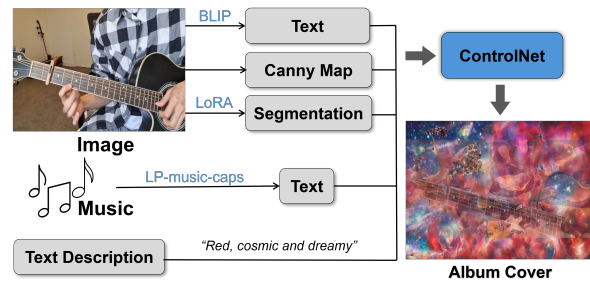 BLIP
Text
ControlNet
Canny Map
LoRA
Segmentation
Image
LP-music-caps
Text
Music
“Red, cosmic and dreamy”
Text Description
Album Cover